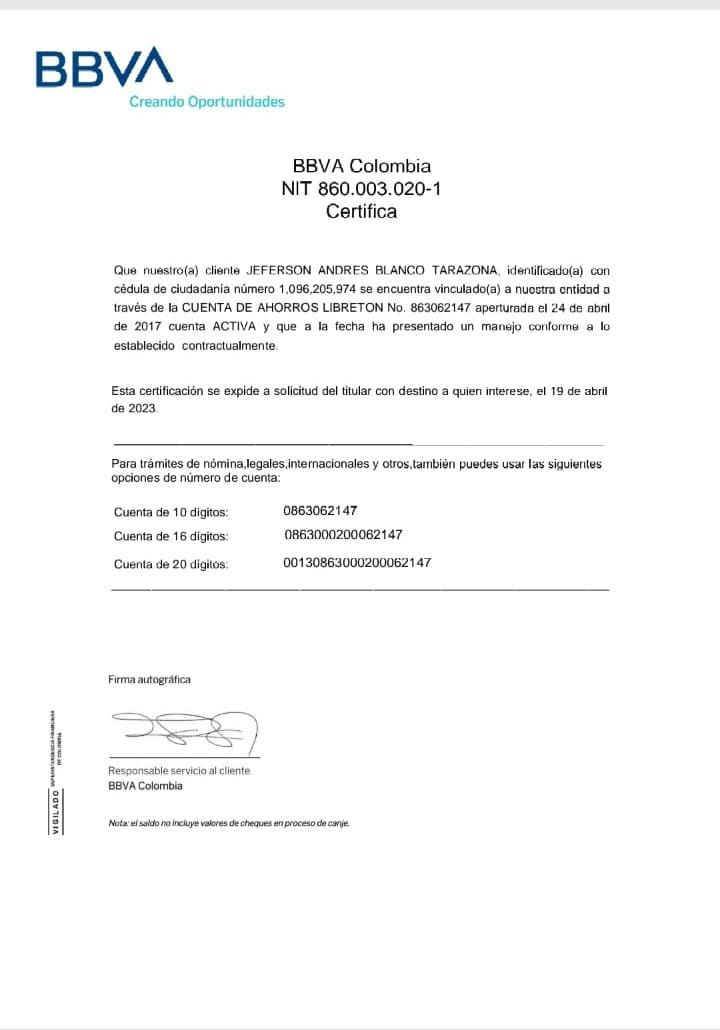 BBVA
Creando Oportunidades
BBVA Colombia
NIT 860.003.020-1
Certifica
Que nuestro(a) cliente JEFERSON ANDRES BLANCO TARAZONA, identificado(a) con
cédula de ciudadanía número 1,096,205,974 se encuentra vinculado(a) a nuestra entidad a
través de la CUENTA DE AHORROS LIBRETON No. 863062147 aperturada el 24 de abril
de 2017 cuenta ACTIVA y que a la fecha ha presentado un manejo conforme a lo
establecido contractualmente.
Esta certificación se expide a solicitud del titular con destino a quien interese, el 19 de abril
de 2023.
Para trámites de nómina,legales,internacionales y otros,también puedes usar las siguientes
opciones de número de cuenta:
Cuenta de 10 digitos: 0863062147
Cuenta de 16 digitos: 0863000200062147
Cuenta de 20 digitos: 00130863000200062147
Firma autográfica
Responsable servicio al cliente
BBVA Colombia
Nota: el saldo no incluye valores de cheques en proceso de canje.
VIGILADO SUPERINTENDENCIA FINANCIERA
DE COLOMBIA